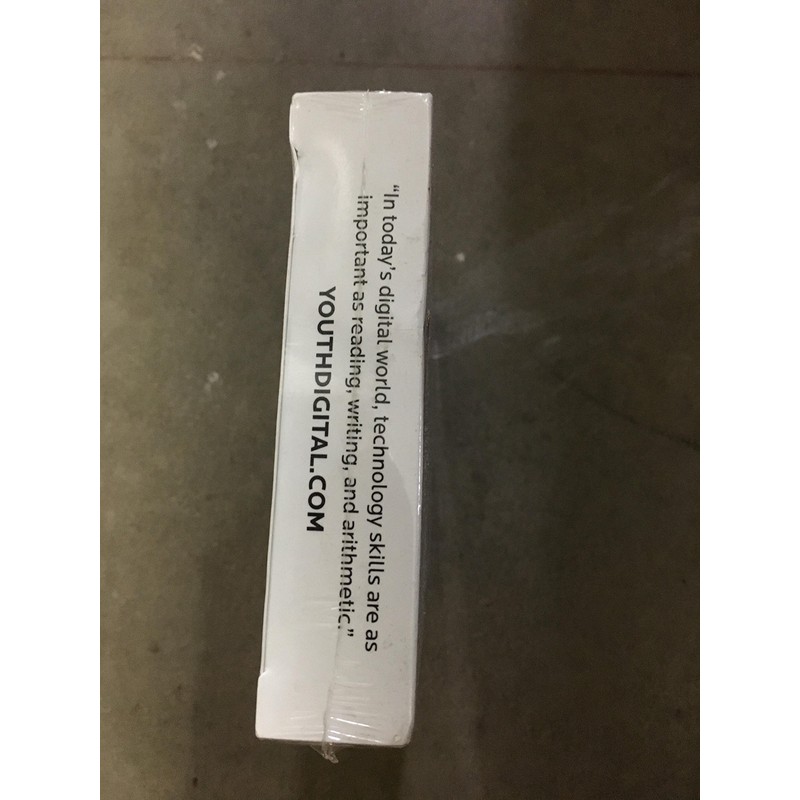 “In today's digital world, technology skills are as
important as reading, writing, and arithmetic.”
YOUTHDIGITAL.COM